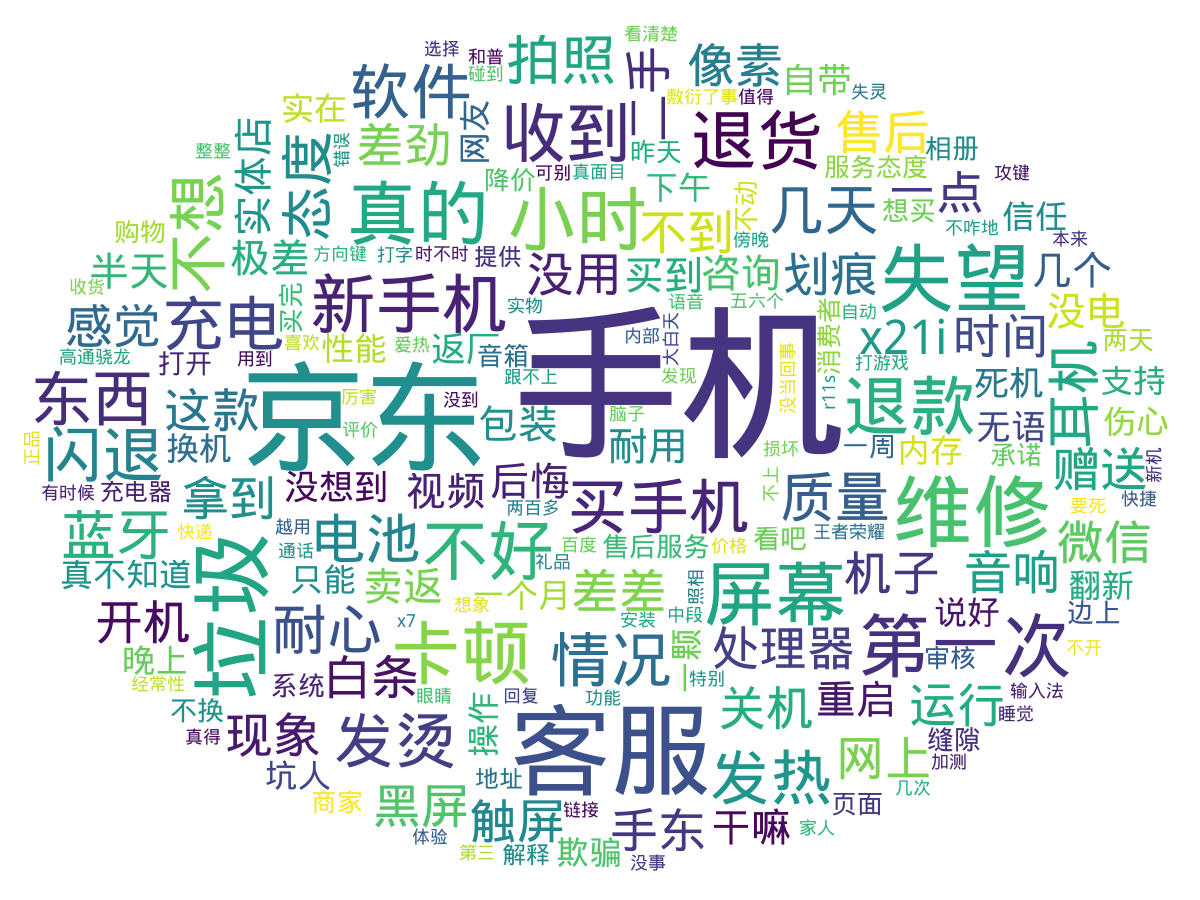 看清楚
选择
和普
碰到
拍照
手
像素
自带
失灵
软件
敷衍了事
值得
实在
收到
一
退货
售后
网友
实体店
态度
差劲
错误
整整
昨天
相册
服务态度
可别
真面目
降价
下午
不动
几天
一点
攻键
想买
信任
不想
真的
小时
不到
不咋地
本来
购物
半天
极差
方向键
打字
时不时
提供
没用
买到
咨询
傍晚
划痕
失望
几个
收货
买完
新手机
实物
语音
五六个
消费者
自动
没电
感觉
充电
手机
内部
大白天
x21i
时间
两天
高通骁龙
打开
用到
喜欢
性能
爱热
返厂
音箱
跟不上
发现
没当回事
打游戏
r11s
死机
耳机
支持
东西
这款
京东
厉害
没到
包装
脑子
退款
无语
伤心
正品
闪退
换机
评价
耐用
损坏
一周
内存
承诺
赠送
新机
有时候
充电器
拿到
没想到
视频
后悔
两百多
买手机
不上
质量
维修
要死
快捷
蓝牙
快递
越用
通话
电池
不好
百度
礼品
售后服务
价格
看吧
王者荣耀
微信
真不知道
垃圾
只能
卖返
一个月
差差
照相
屏幕
机子
音响
翻新
开机
耐心
想象
x7
卡顿
安装
中段
说好
边上
晚上
情况
一颗
处理器
第一次
审核
不开
经常性
系统
白条
眼睛
回复
功能
特别
关机
重启
运行
输入法
不换
操作
睡觉
真得
现象
发烫
客服
缝隙
坑人
地址
发热
网上
加测
几次
商家
黑屏
触屏
链接
手东
干嘛
页面
家人
体验
第三
解释
欺骗
没事